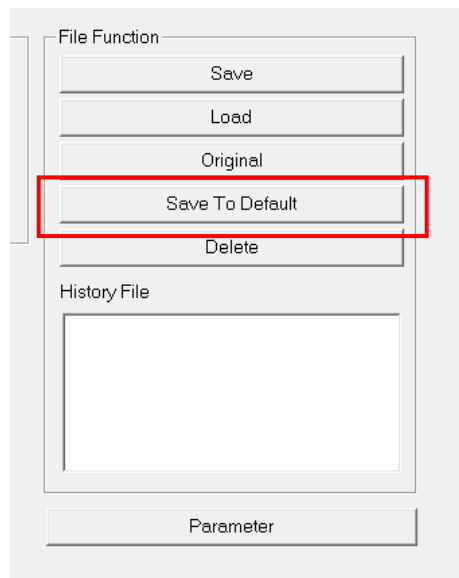 File Function
Save
Load
Original
Save To Default
Delete
History File
Parameter